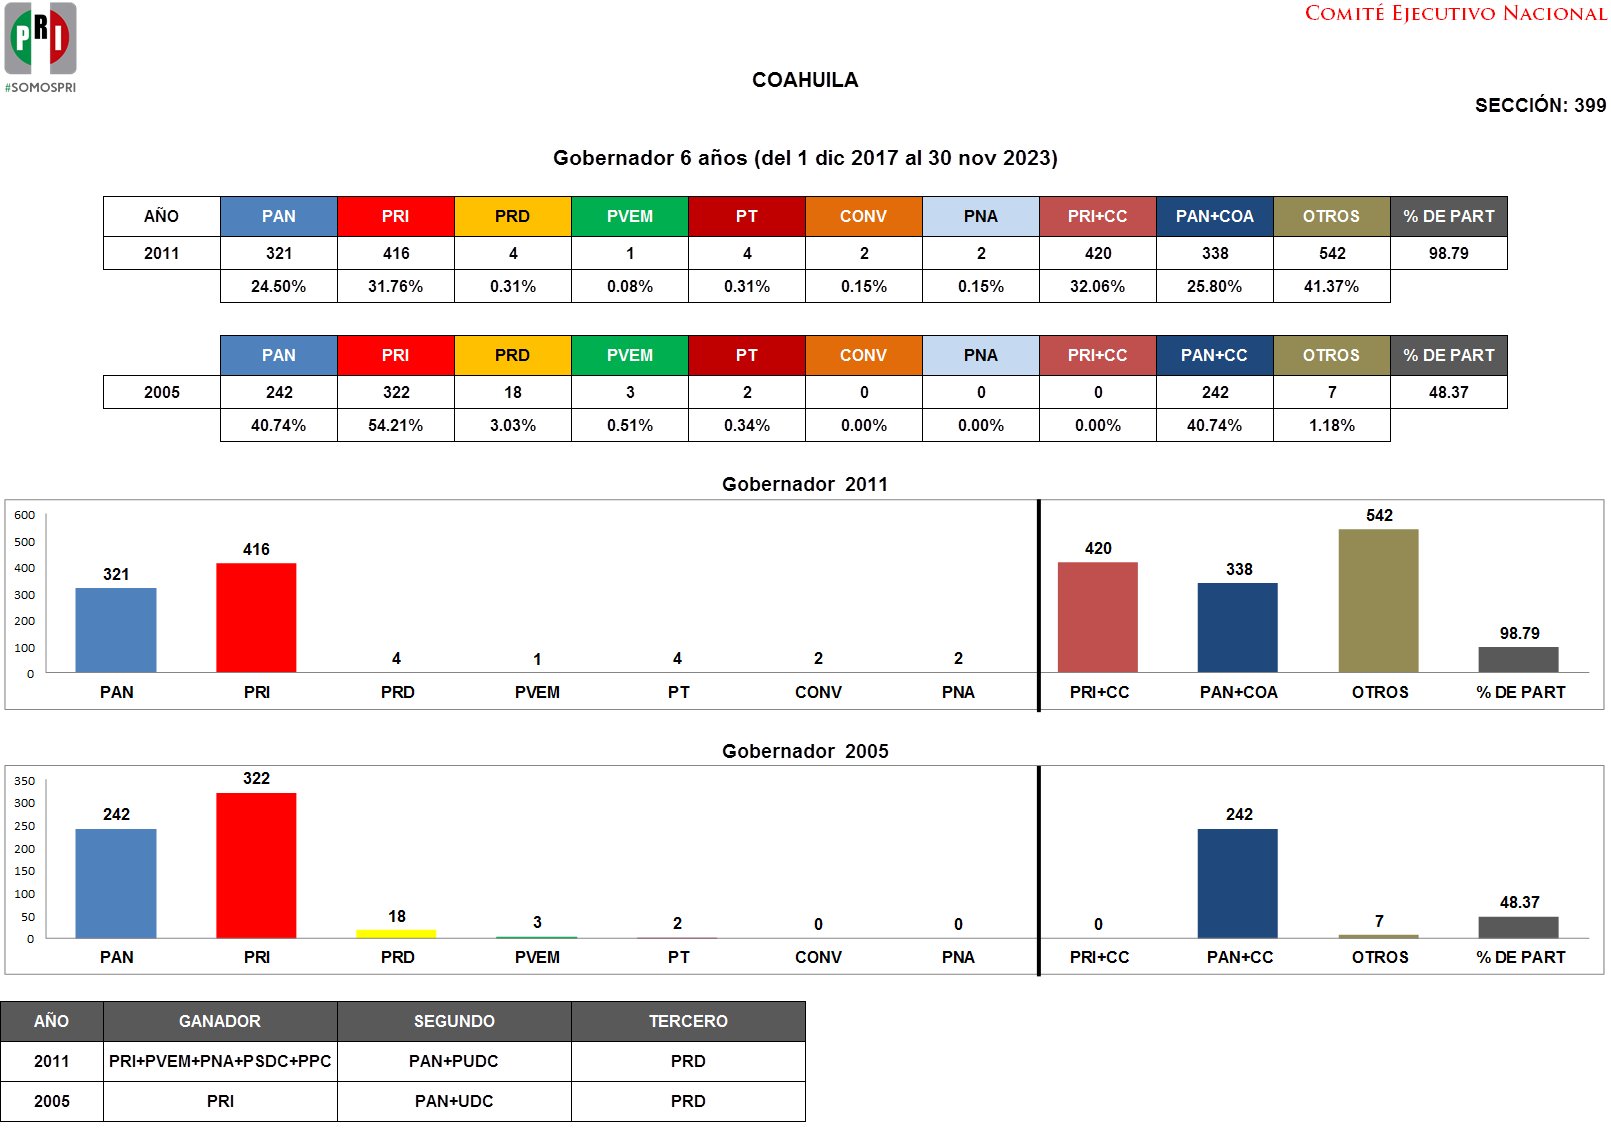 PRI
#SOMOSPRI
COMITÉ EJECUTIVO NACIONAL
COAHUILA
SECCIÓN: 399
Gobernador 6 años (del 1 dic 2017 al 30 nov 2023)
AÑO PAN PRI PRD PVEM PT CONV PNA PRI+CC PAN+COA OTROS % DE PART
2011 321 416 4 1 4 2 2 420 338 542 98.79
24.50% 31.76% 0.31% 0.08% 0.31% 0.15% 0.15% 32.06% 25.80% 41.37%
PAN PRI PRD PVEM PT CONV PNA PRI+CC PAN+CC OTROS % DE PART
2005 242 322 18 3 2 0 0 0 242 7 48.37
40.74% 54.21% 3.03% 0.51% 0.34% 0.00% 0.00% 0.00% 40.74% 1.18%
Gobernador 2011
600
500
400
300
200
100
0
321 416 4 1 4 2 2 420 338 542 98.79
PAN PRI PRD PVEM PT CONV PNA PRI+CC PAN+COA OTROS % DE PART
Gobernador 2005
350
300
250
200
150
100
50
0
242 322 18 3 2 0 0 0 242 7 48.37
PAN PRI PRD PVEM PT CONV PNA PRI+CC PAN+CC OTROS % DE PART
AÑO GANADOR SEGUNDO TERCERO
2011 PRI+PVEM+PNA+PSDC+PPC PAN+PUDC PRD
2005 PRI PAN+UDC PRD